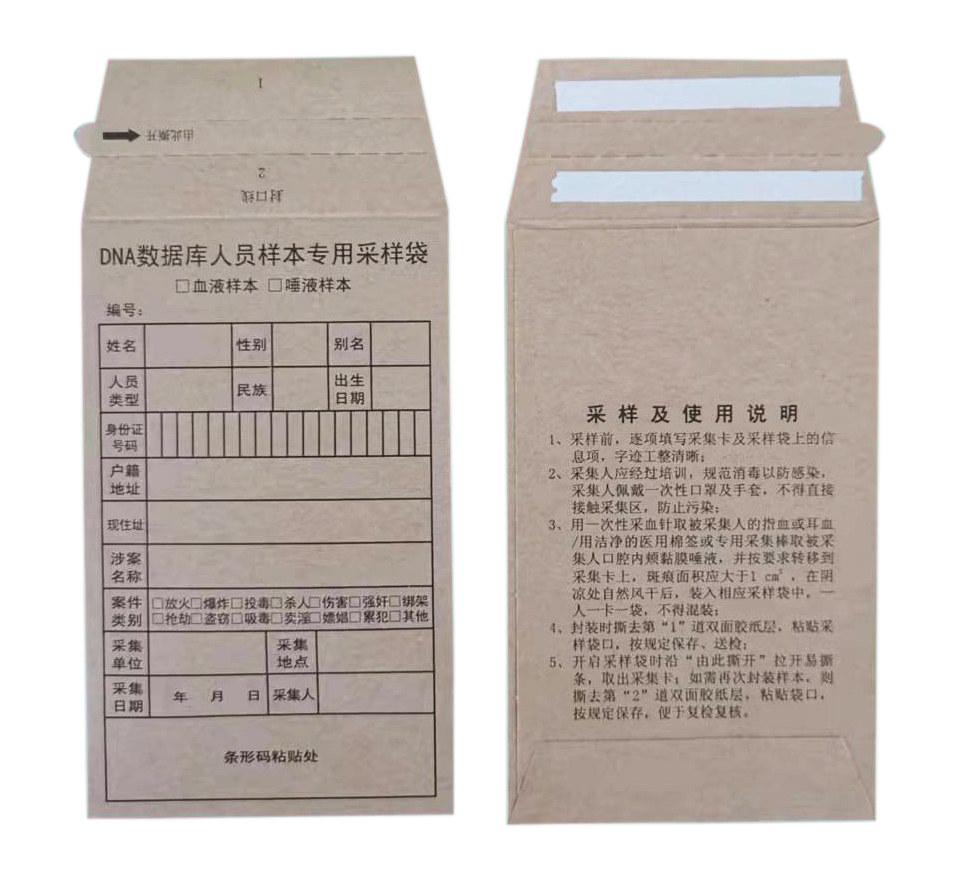 1
由此撕开
2
封口线
DNA数据库人员样本专用采样袋
□血液样本 □唾液样本
编号:
姓名 性别 别名
人员类型 民族 出生日期
身份证号码
户籍地址
现住址
涉案名称
案件类别 □放火□爆炸□投毒□杀人□伤害□强奸□绑架
□抢劫□盗窃□吸毒□卖淫□嫖娼□累犯□其他
采集单位 采集地点
采集日期 年 月 日 采集人
条形码粘贴处
采样及使用说明
1、采样前，逐项填写采集卡及采样袋上的信
息项，字迹工整清晰；
2、采集人应经过培训，规范消毒以防感染，
采集人佩戴一次性口罩及手套，不得直接
接触采集区，防止污染；
3、用一次性采血针取被采集人的指血或耳血
/用洁净的医用棉签或专用采集棒取被采
集人口腔内颊黏膜唾液，并按要求转移到
采集卡上，斑痕面积应大于1 cm²，在阴
凉处自然风干后，装入相应采样袋中。一
人一卡一袋，不得混装；
4、封装时撕去第“1”道双面胶纸层，粘贴采
样袋口，按规定保存、送检；
5、开启采样袋时沿“由此撕开”拉开易撕
条，取出采集卡；如需再次封装样本，则
撕去第“2”道双面胶纸层，粘贴袋口，
按规定保存，便于复检复核。